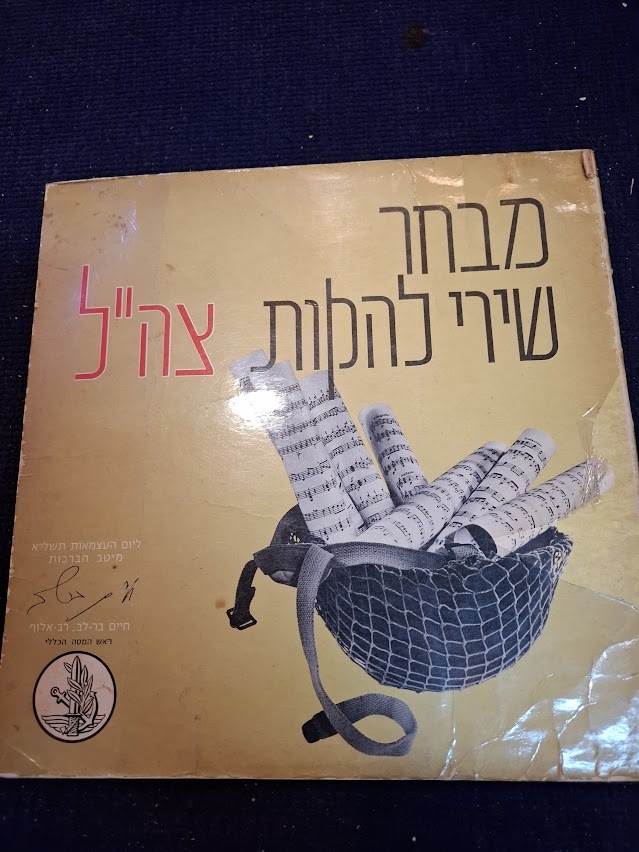 מבחר
שירי להקות צה"ל
ליום העצמאות תשל"א
מיטב הברכות
חיים בר-לב, רב-אלוף
ראש המטה הכללי